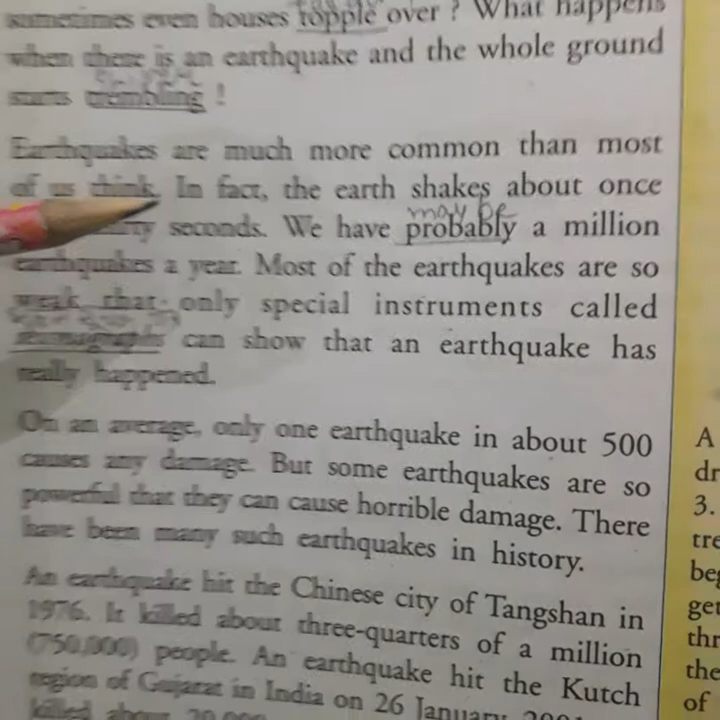 sometimes even houses topple over ? What happens
when there is an earthquake and the whole ground
starts trembling !
Earthquakes are much more common than most
of us think. In fact, the earth shakes about once
may be
thirty seconds. We have probably a million
earthquakes a year. Most of the earthquakes are so
weak that only special instruments called
seismographs can show that an earthquake has
really happened.
On an average, only one earthquake in about 500
causes any damage. But some earthquakes are so
powerful that they can cause horrible damage. There
have been many such earthquakes in history.
An earthquake hit the Chinese city of Tangshan in
1976. It killed about three-quarters of a million
(750,000) people. An earthquake hit the Kutch
region of Gujarat in India on 26 January
killed about
A
dr
3.
tre
beg
get
thr
the
of